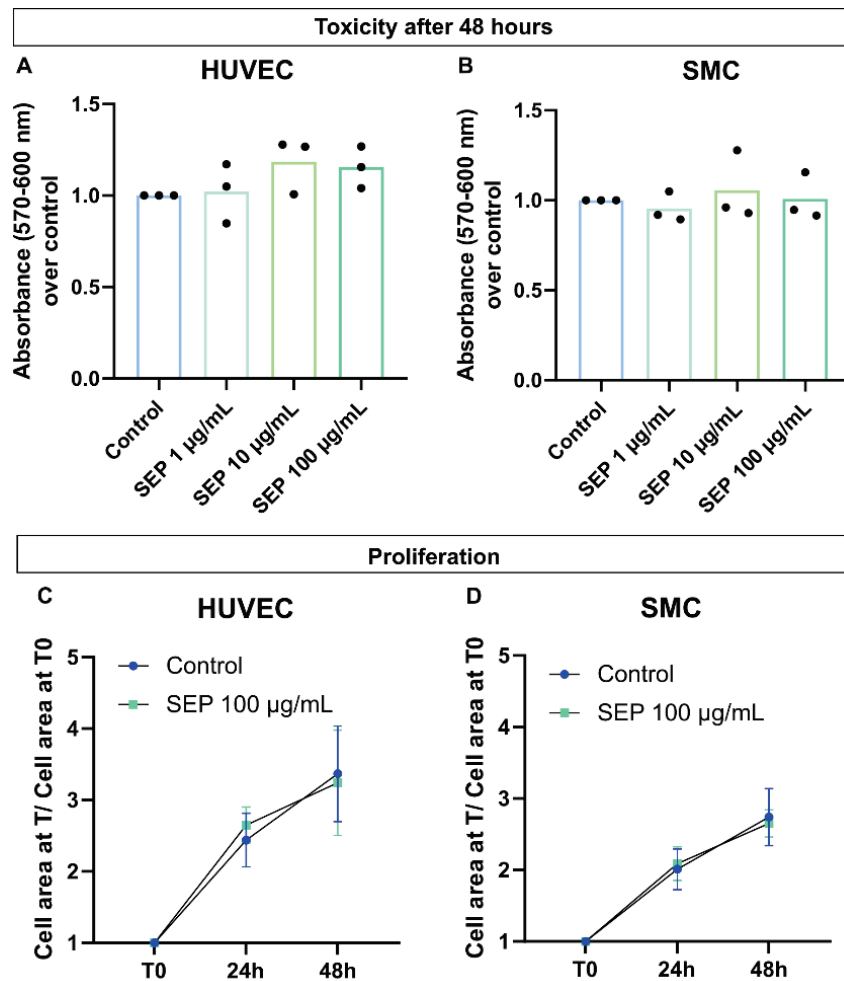 Toxicity after 48 hours
A
HUVEC
Absorbance (570-600 nm)
over control
1.5
1.0
0.5
0.0
Control
SEP 1 µg/mL
SEP 10 µg/mL
SEP 100 µg/mL
B
SMC
Absorbance (570-600 nm)
over control
1.5
1.0
0.5
0.0
Control
SEP 1 µg/mL
SEP 10 µg/mL
SEP 100 µg/mL
Proliferation
C
HUVEC
Cell area at T/ Cell area at T0
5
4
3
2
1
Control
SEP 100 µg/mL
T0
24h
48h
D
SMC
Cell area at T/ Cell area at T0
5
4
3
2
1
Control
SEP 100 µg/mL
T0
24h
48h